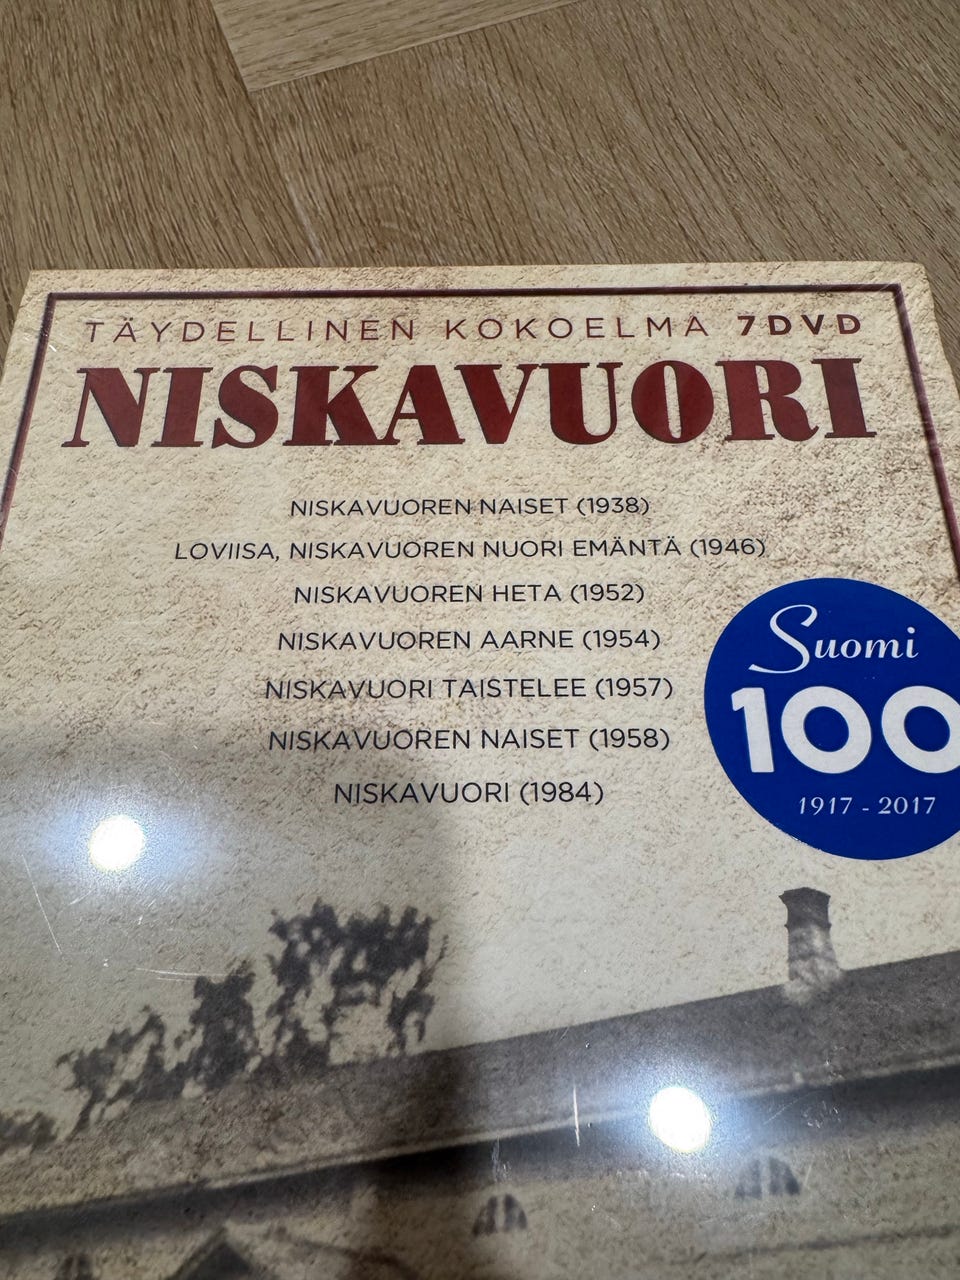 TÄYDELLINEN KOKOELMA 7DVD
NISKAVUORI
NISKAVUOREN NAISET (1938)
LOVIISA, NISKAVUOREN NUORI EMÄNTÄ (1946)
NISKAVUOREN HETA (1952)
NISKAVUOREN AARNE (1954)
NISKAVUORI TAISTELEE (1957)
NISKAVUOREN NAISET (1958)
NISKAVUORI (1984)
Suomi
100
1917 - 2017